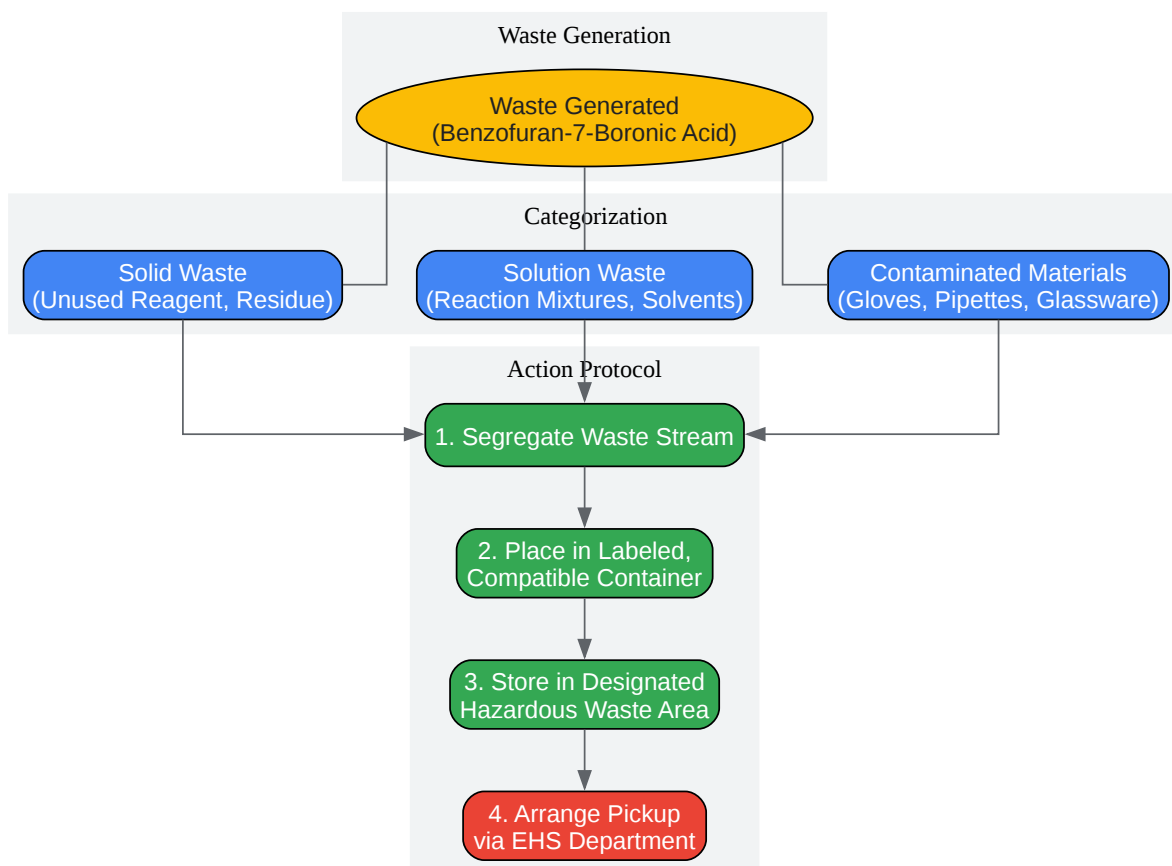 Waste Generation
Waste Generated
(Benzofuran-7-Boronic Acid)
Categorization
Solid Waste
(Unused Reagent, Residue)
Solution Waste
(Reaction Mixtures, Solvents)
Contaminated Materials
(Gloves, Pipettes, Glassware)
Action Protocol
1. Segregate Waste Stream
2. Place in Labeled,
Compatible Container
3. Store in Designated
Hazardous Waste Area
4. Arrange Pickup
via EHS Department